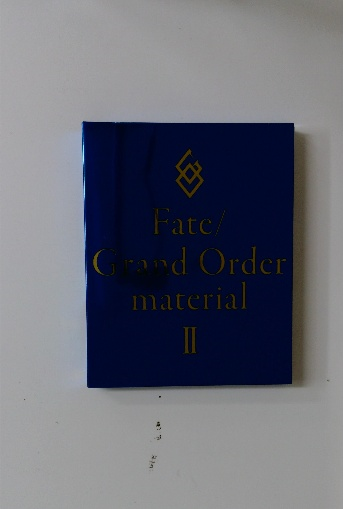 Fate/
Grand Order
material
II